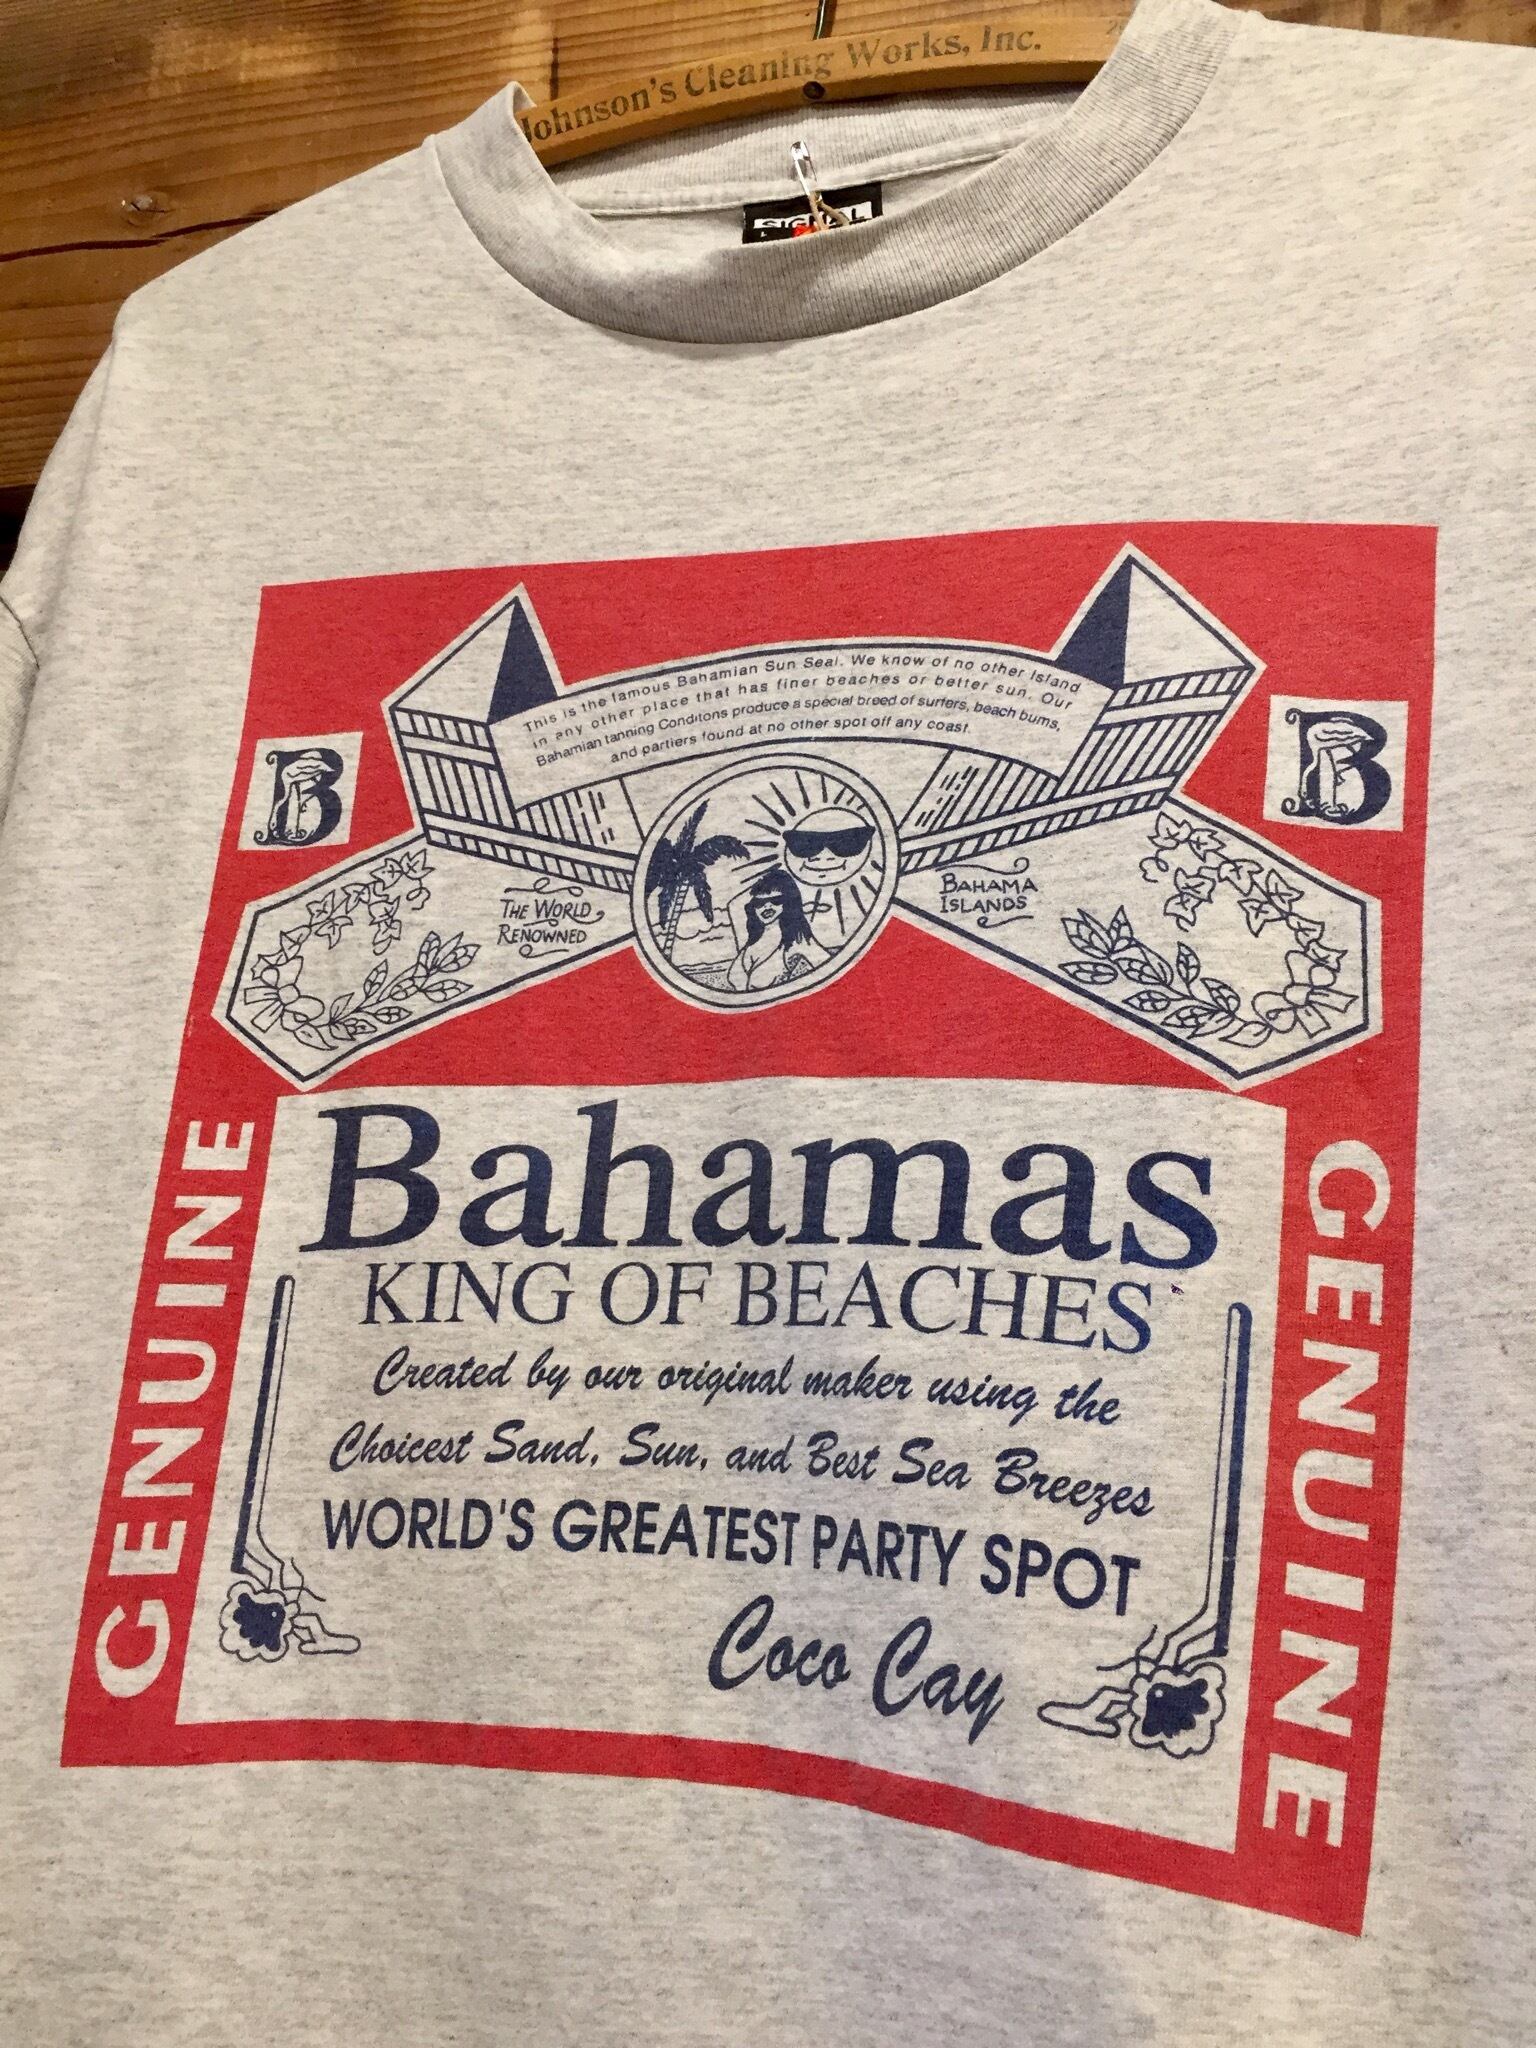 Johnson's Cleaning Works, Inc.
This is the famous Bahamian Sun Seal. We know of no other Island
in any other place that has finer beaches or better sun. Our
Bahamian tanning Conditons produce a special breed of surfers, beach bums,
and partiers found at no other spot off any coast.
B
B
THE WORLD
RENOWNED
BAHAMA
ISLANDS
GENUINE
Bahamas
KING OF BEACHES
Created by our original maker using the
Choicest Sand, Sun, and Best Sea Breezes
WORLD'S GREATEST PARTY SPOT
Coco Cay
GENUINE